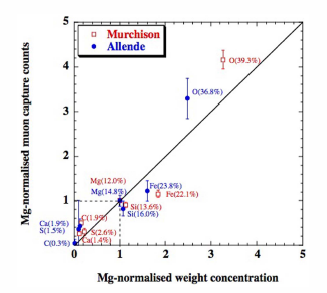 Murchison
Allende
O(39.3%)
O(36.8%)
Mg(12.0%)
Mg(14.8%)
Fe(23.8%)
Fe(22.1%)
Si(13.6%)
Si(16.0%)
Ca(1.9%)
S(1.5%)
C(1.9%)
S(2.6%)
Ca(1.4%)
C(0.3%)
Mg-normalised muon capture counts
5
4
3
2
1
0
0
1
2
3
4
5
Mg-normalised weight concentration